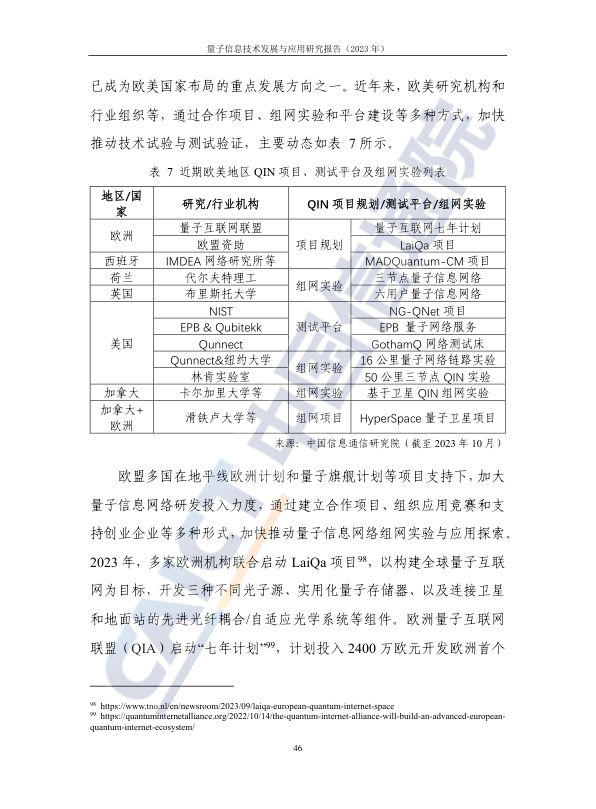 量子信息技术发展与应用研究报告（2023 年）
已成为欧美国家布局的重点发展方向之一。近年来，欧美研究机构和
行业组织等，通过合作项目、组网实验和平台建设等多种方式，加快
推动技术试验与测试验证，主要动态如表 7 所示。
表 7 近期欧美地区 QIN 项目、测试平台及组网实验列表
地区/国家 研究/行业机构 QIN 项目规划/测试平台/组网实验
欧洲 量子互联网联盟 项目规划 量子互联网七年计划
欧盟资助 LaiQa 项目
西班牙 IMDEA 网络研究所等 MADQuantum-CM 项目
荷兰 代尔夫特理工 组网实验 三节点量子信息网络
英国 布里斯托大学 六用户量子信息网络
美国 NIST 测试平台 NG-QNet 项目
EPB & Qubitekk EPB 量子网络服务
Qunnect GothamQ 网络测试床
Qunnect&纽约大学 组网实验 16 公里量子网络链路实验
林肯实验室 50 公里三节点 QIN 实验
加拿大 卡尔加里大学等 组网实验 基于卫星 QIN 组网实验
加拿大+欧洲 滑铁卢大学等 组网项目 HyperSpace 量子卫星项目
来源：中国信息通信研究院（截至 2023 年 10 月）
欧盟多国在地平线欧洲计划和量子旗舰计划等项目支持下，加大
量子信息网络研发投入力度，通过建立合作项目、组织应用竞赛和支
持创业企业等多种形式，加快推动量子信息网络组网实验与应用探索。
2023 年，多家欧洲机构联合启动 LaiQa 项目98，以构建全球量子互联
网为目标，开发三种不同光子源、实用化量子存储器、以及连接卫星
和地面站的先进光纤耦合/自适应光学系统等组件。欧洲量子互联网
联盟（QIA）启动“七年计划”99，计划投入 2400 万欧元开发欧洲首个
98 https://www.tno.nl/en/newsroom/2023/09/laiqa-european-quantum-internet-space
99 https://quantuminternetalliance.org/2022/10/14/the-quantum-internet-alliance-will-build-an-advanced-european-
quantum-internet-ecosystem/
46
CAICT 中国信通院